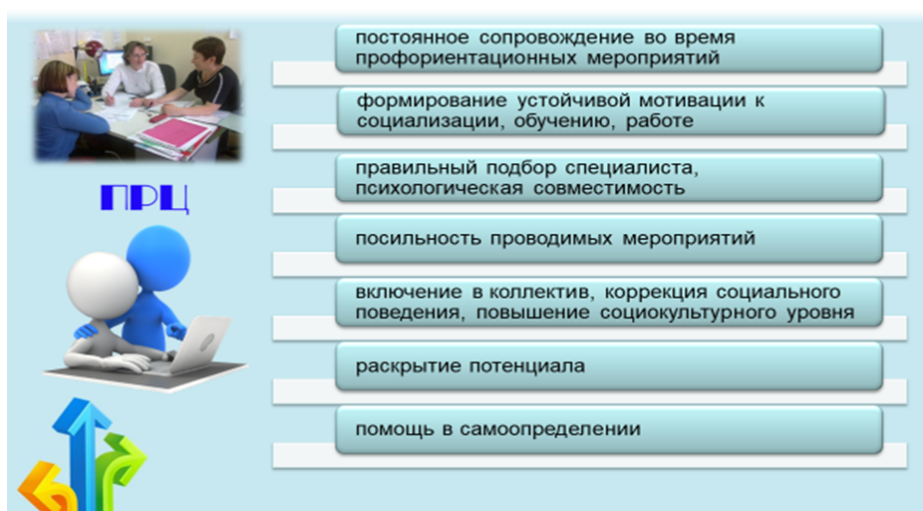 постоянное сопровождение во время
профориентационных мероприятий
формирование устойчивой мотивации к
социализации, обучению, работе
правильный подбор специалиста,
психологическая совместимость
ПРЦ
посильность проводимых мероприятий
включение в коллектив, коррекция социального
поведения, повышение социокультурного уровня
раскрытие потенциала
помощь в самоопределении